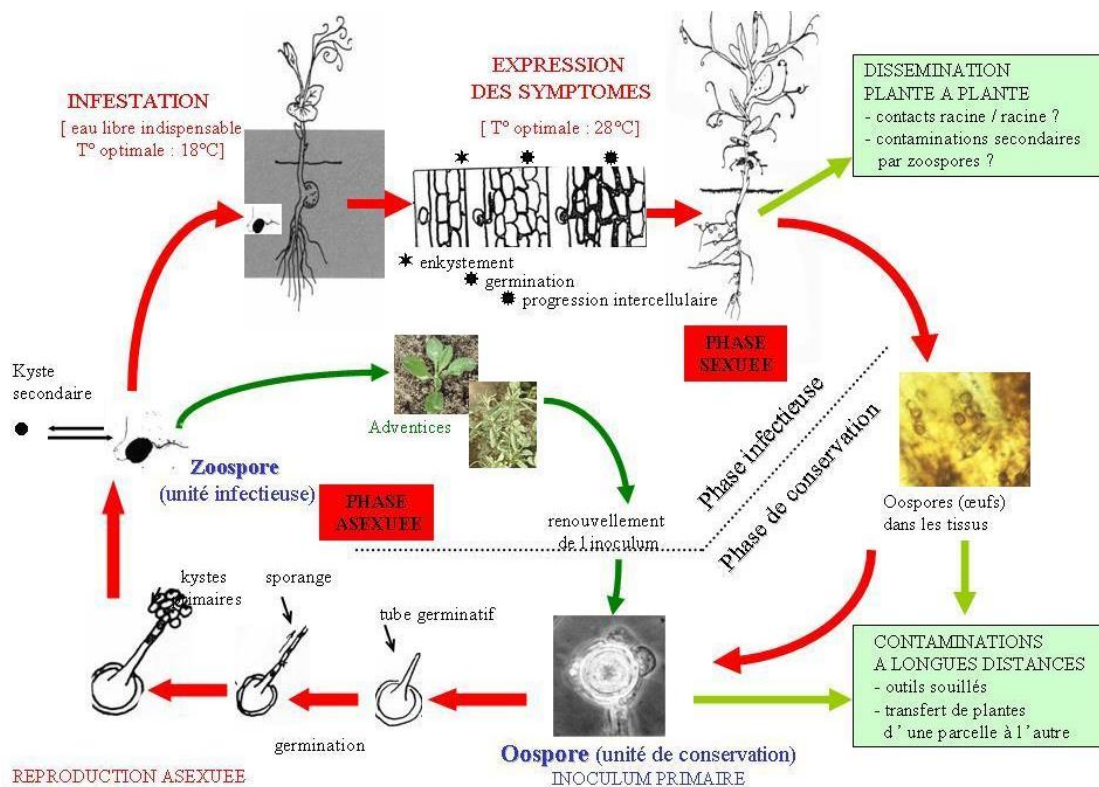 INFESTATION
[ eau libre indispensable
T° optimale : 18°C]
EXPRESSION
DES SYMPTOMES
[ T° optimale : 28°C]
DISSEMINATION
PLANTE A PLANTE
- contacts racine / racine ?
- contaminations secondaires
par zoospores ?
enkystement
germination
progression intercellulaire
PHASE
SEXUEE
Kyste
secondaire
Adventices
Zoospore
(unité infectieuse)
PHASE
ASEXUEE
renouvellement
de l'inoculum
Phase infectieuse
Phase de conservation
Oospores (œufs)
dans les tissus
kystes
primaires
sporange
tube germinatif
germination
CONTAMINATIONS
A LONGUES DISTANCES
- outils souillés
- transfert de plantes
d'une parcelle à l'autre
Oospore (unité de conservation)
INOCULUM PRIMAIRE
REPRODUCTION ASEXUEE